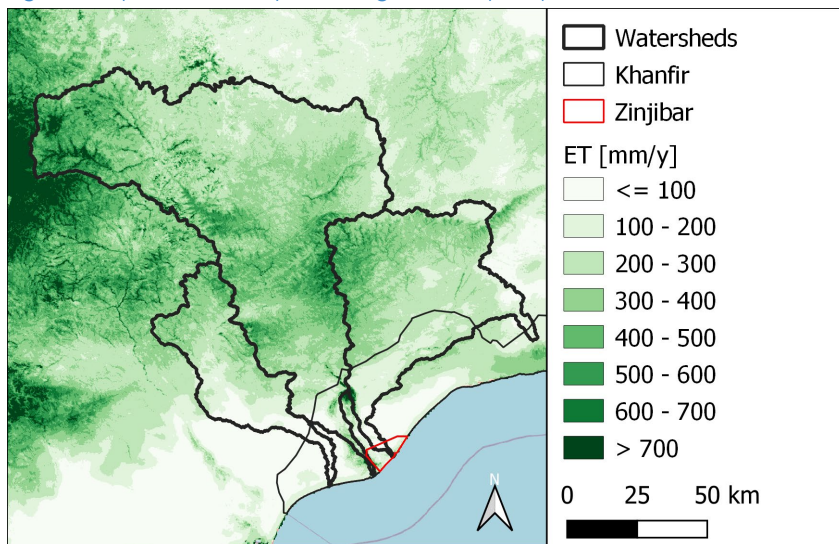 Watersheds
Khanfir
Zinjibar
ET [mm/y]
<= 100
100 - 200
200 - 300
300 - 400
400 - 500
500 - 600
600 - 700
> 700
0 25 50 km
N